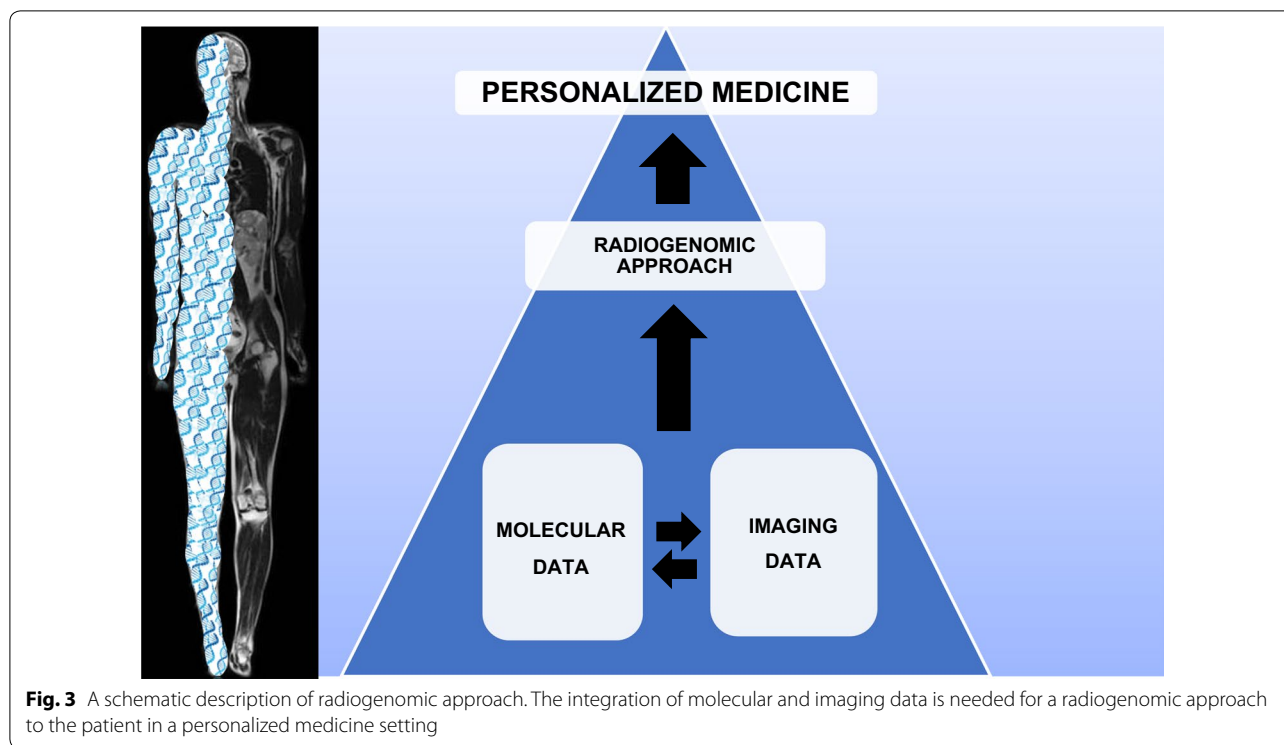 PERSONALIZED MEDICINE
RADIOGENOMIC
APPROACH
MOLECULAR
DATA
IMAGING
DATA
Fig. 3 A schematic description of radiogenomic approach. The integration of molecular and imaging data is needed for a radiogenomic approach
to the patient in a personalized medicine setting